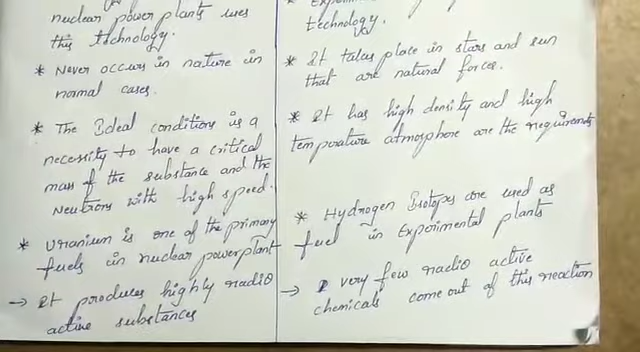 nuclear power plants uses
this technology.
* Never occurs in nature in
normal cases.
* The Ideal conditions is a
necessity to have a critical
mass of the substance and the
Neutrons with high speed.
* Uranium is one of the primary
fuels in nuclear power plant
→ It produces highly radio
active substances
technology.
* It takes place in stars and sun
that are natural forces.
* It has high density and high
temperature atmosphere are the requirements
* Hydrogen Isotopes are used as
fuel in Experimental plants
→ very few radio active
chemicals come out of this reaction